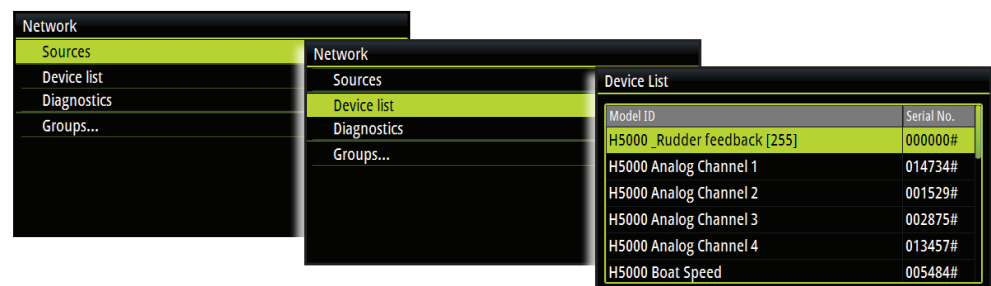 Network
Sources
Device list
Diagnostics
Groups...
Network
Sources
Device list
Diagnostics
Groups...
Device List
Model ID Serial No.
H5000 _Rudder feedback [255] 000000#
H5000 Analog Channel 1 014734#
H5000 Analog Channel 2 001529#
H5000 Analog Channel 3 002875#
H5000 Analog Channel 4 013457#
H5000 Boat Speed 005484#